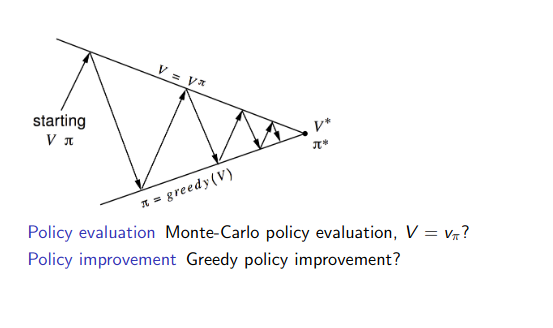 V = Vπ
starting
V π
V*
π*
π = greedy(V)
Policy evaluation Monte-Carlo policy evaluation, V = vπ?
Policy improvement Greedy policy improvement?